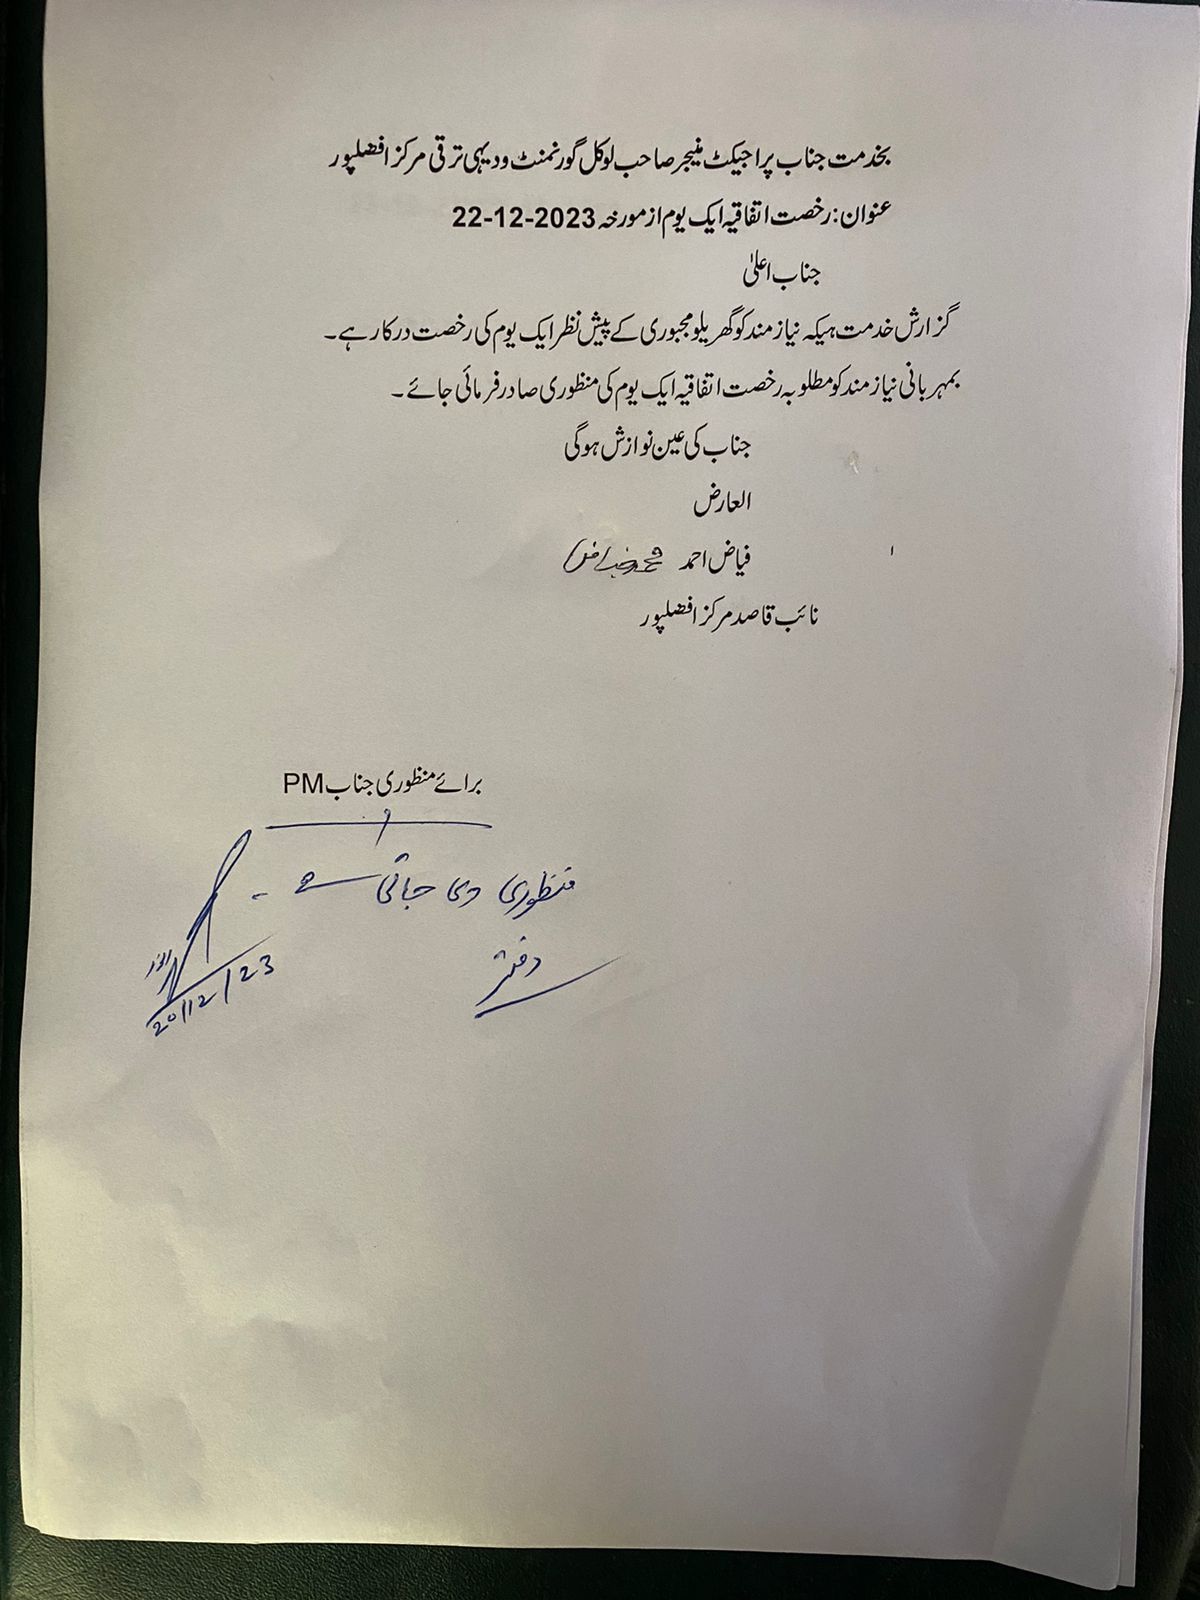 بخدمت جناب پراجیکٹ منیجر صاحب لوکل گورنمنٹ ودیہی ترقی مرکز افضلپور
عنوان: رخصت اتفاقیہ ایک یوم از مورخہ 22-12-2023
جناب اعلیٰ
گزارش خدمت ہیکہ نیاز مند کو گھریلو مجبوری کے پیش نظر ایک یوم کی رخصت درکار ہے۔
بمہربانی نیاز مند کو مطلوبہ رخصت اتفاقیہ ایک یوم کی منظوری صادر فرمائی جائے۔
جناب کی عین نوازش ہوگی
العارض
فیاض احمد
نائب قاصد مرکز افضلپور
برائے منظوری جناب PM
منظوری دی جاتی ہے۔
دفتر
20/12/23